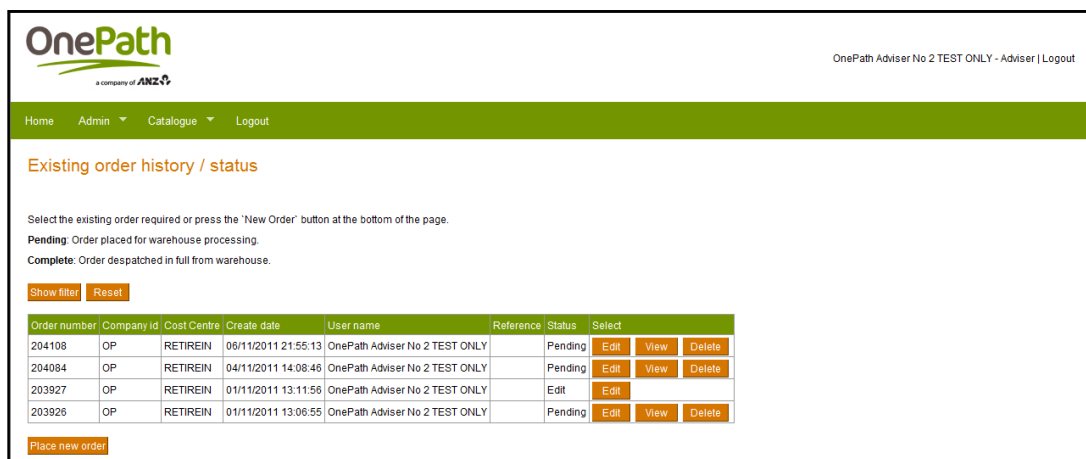 OnePath
a company of ANZ
OnePath Adviser No 2 TEST ONLY - Adviser | Logout
Home Admin Catalogue Logout
Existing order history / status
Select the existing order required or press the `New Order` button at the bottom of the page.
Pending: Order placed for warehouse processing.
Complete: Order despatched in full from warehouse.
Show filter Reset
Order number Company id Cost Centre Create date User name Reference Status Select
204108 OP RETIREIN 06/11/2011 21:55:13 OnePath Adviser No 2 TEST ONLY Pending Edit View Delete
204084 OP RETIREIN 04/11/2011 14:08:46 OnePath Adviser No 2 TEST ONLY Pending Edit View Delete
203927 OP RETIREIN 01/11/2011 13:11:56 OnePath Adviser No 2 TEST ONLY Edit Edit
203926 OP RETIREIN 01/11/2011 13:06:55 OnePath Adviser No 2 TEST ONLY Pending Edit View Delete
Place new order